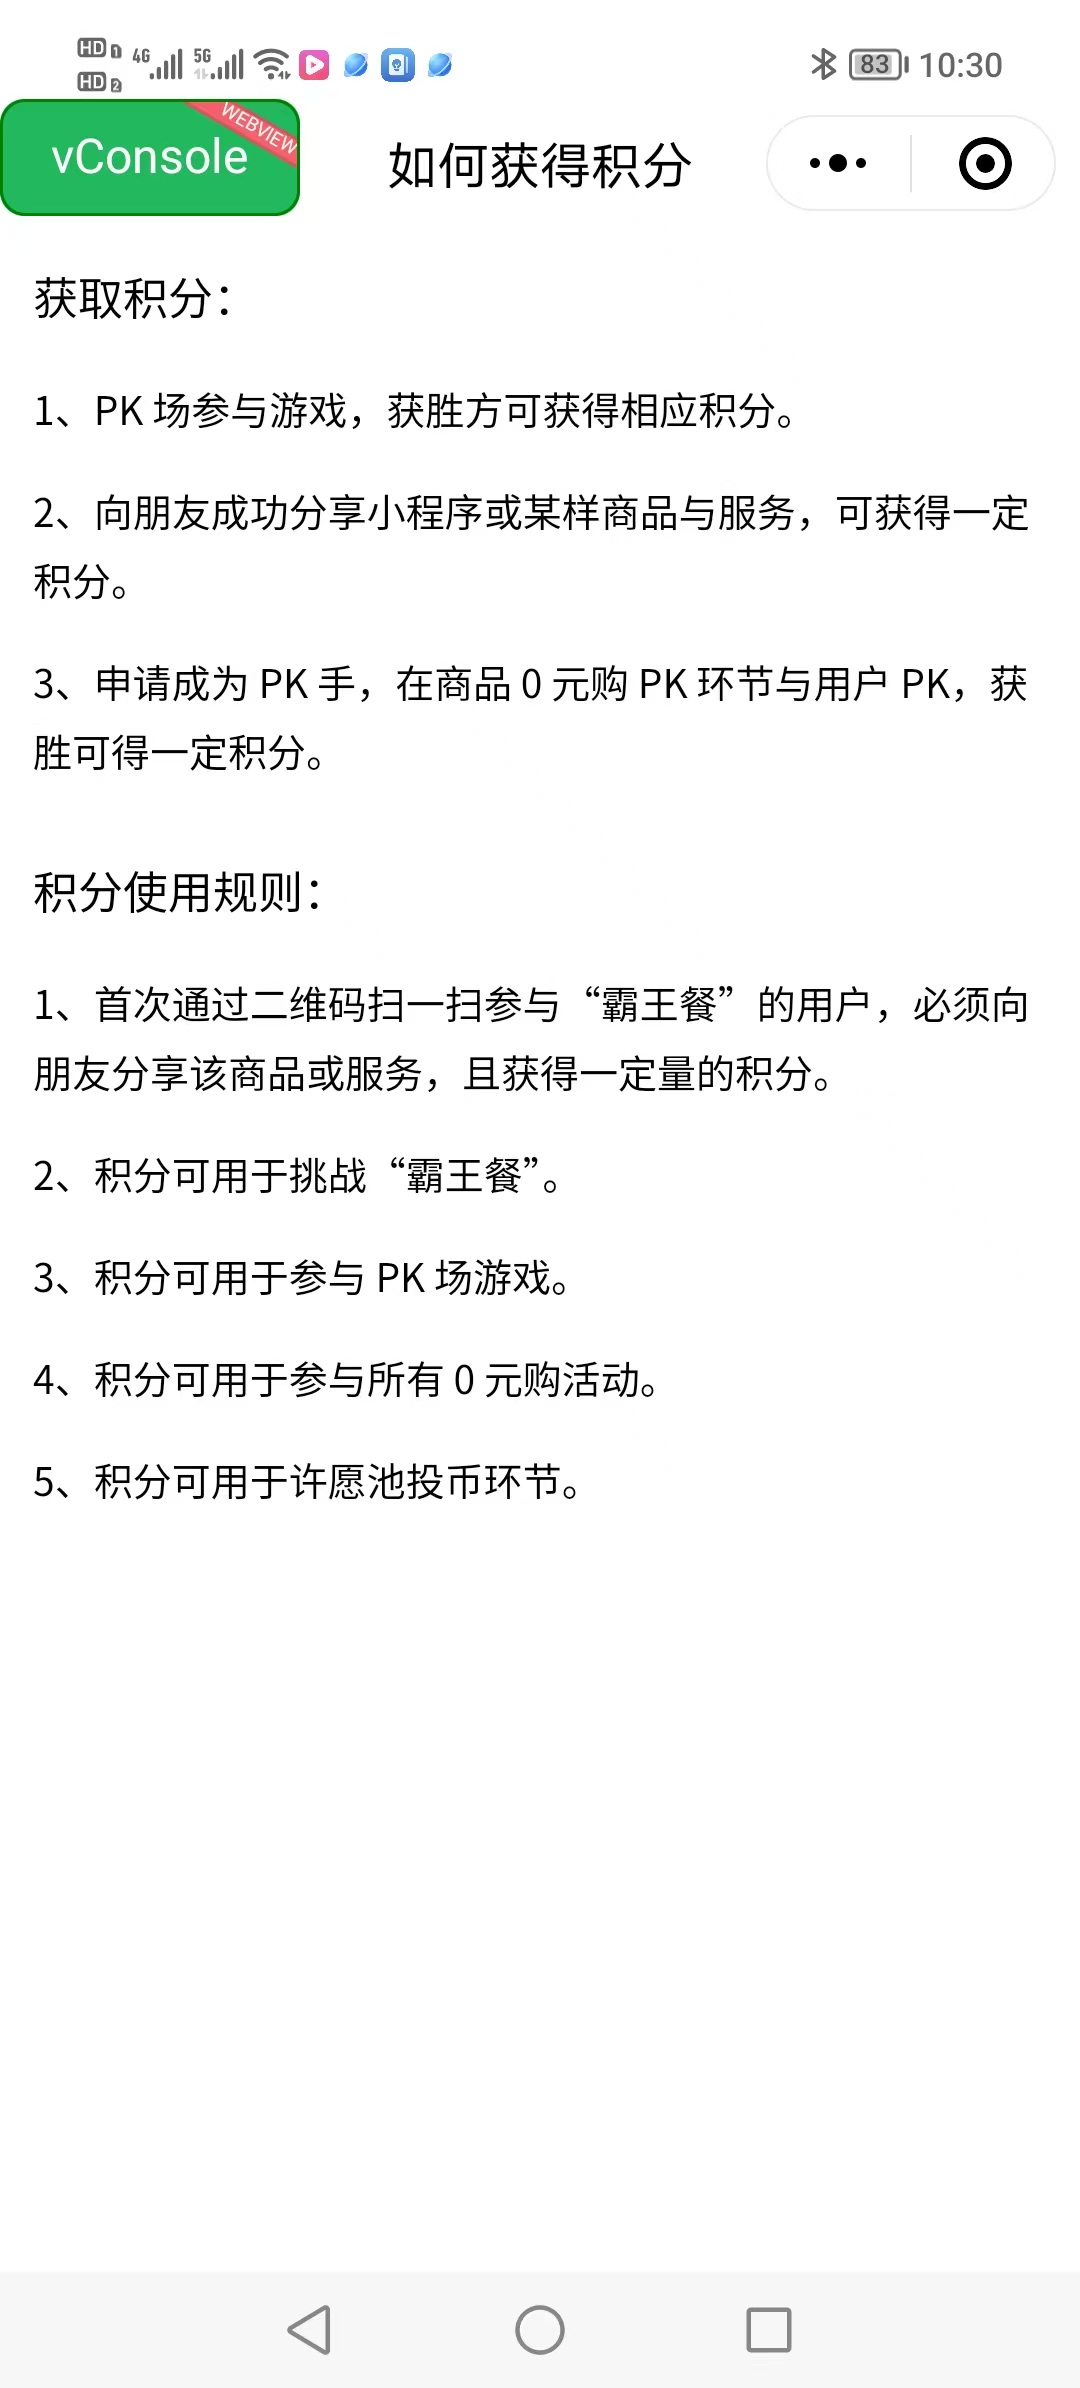 HD 1 4G 5G 83 10:30
HD 2
vConsole WEBVIEW 如何获得积分
获取积分：
1、PK 场参与游戏，获胜方可获得相应积分。
2、向朋友成功分享小程序或某样商品与服务，可获得一定
积分。
3、申请成为 PK 手，在商品 0 元购 PK 环节与用户 PK，获
胜可得一定积分。
积分使用规则：
1、首次通过二维码扫一扫参与“霸王餐”的用户，必须向
朋友分享该商品或服务，且获得一定量的积分。
2、积分可用于挑战“霸王餐”。
3、积分可用于参与 PK 场游戏。
4、积分可用于参与所有 0 元购活动。
5、积分可用于许愿池投币环节。